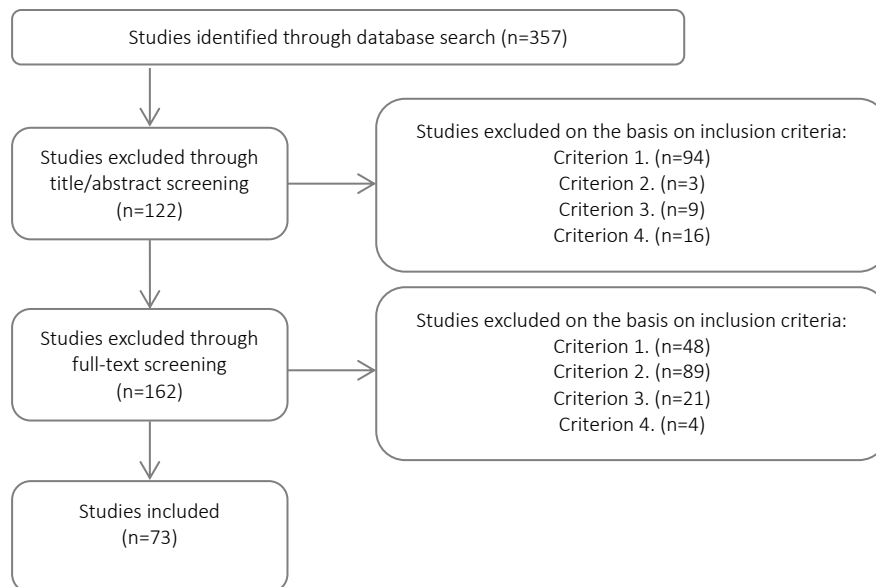 Studies identified through database search (n=357)
Studies excluded through
title/abstract screening
(n=122)
Studies excluded on the basis on inclusion criteria:
Criterion 1. (n=94)
Criterion 2. (n=3)
Criterion 3. (n=9)
Criterion 4. (n=16)
Studies excluded through
full-text screening
(n=162)
Studies excluded on the basis on inclusion criteria:
Criterion 1. (n=48)
Criterion 2. (n=89)
Criterion 3. (n=21)
Criterion 4. (n=4)
Studies included
(n=73)